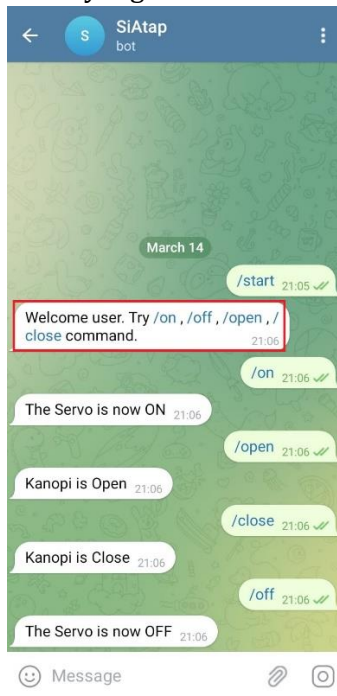 S
SiAtap
bot
March 14
/start 21:05
Welcome user. Try /on , /off , /open , /
close command.
21:06
/on 21:06
The Servo is now ON 21:06
/open 21:06
Kanopi is Open 21:06
/close 21:06
Kanopi is Close 21:06
/off 21:06
The Servo is now OFF 21:06
Message